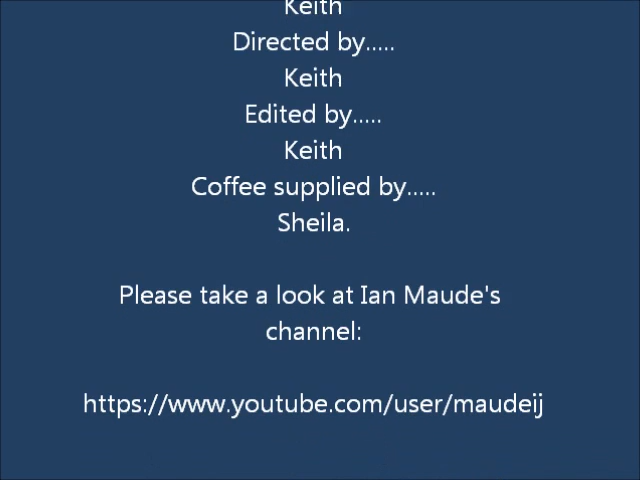 Keith
Directed by.....
Keith
Edited by.....
Keith
Coffee supplied by.....
Sheila.
Please take a look at Ian Maude's
channel:
https://www.youtube.com/user/maudeij